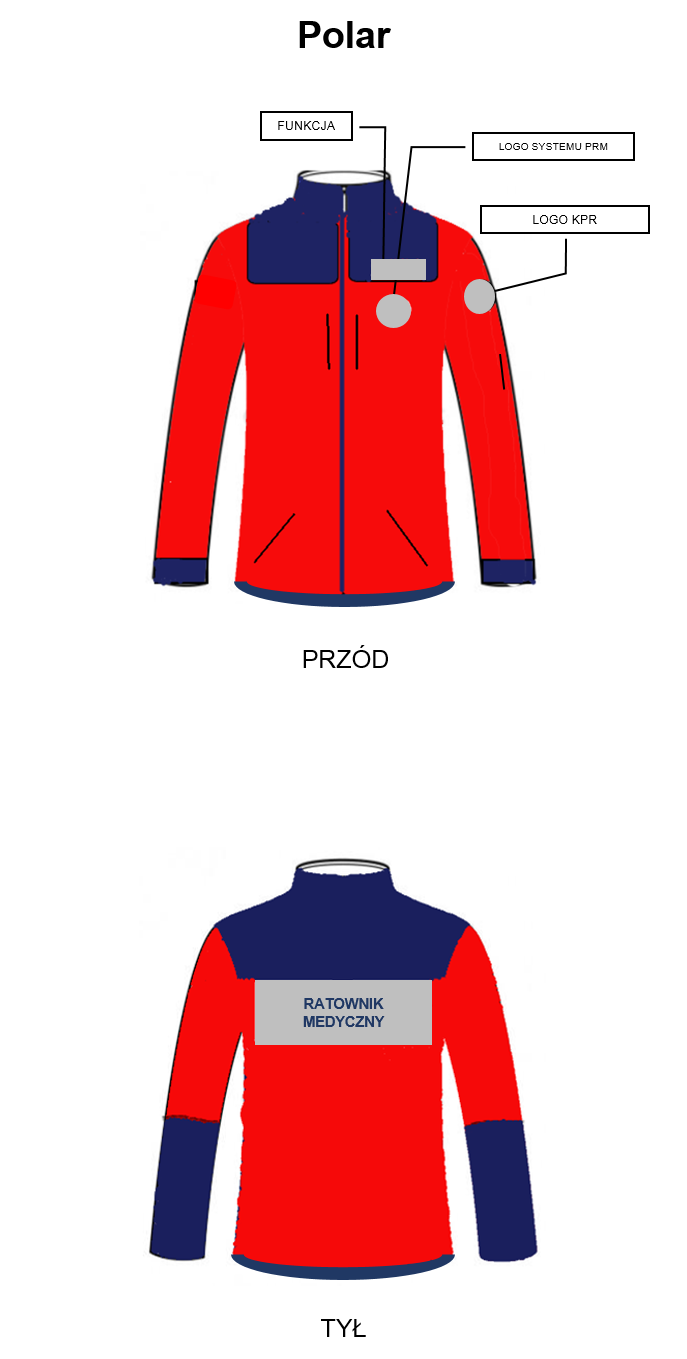 Polar
FUNKCJA
LOGO SYSTEMU PRM
LOGO KPR
PRZÓD
RATOWNIK
MEDYCZNY
TYŁ